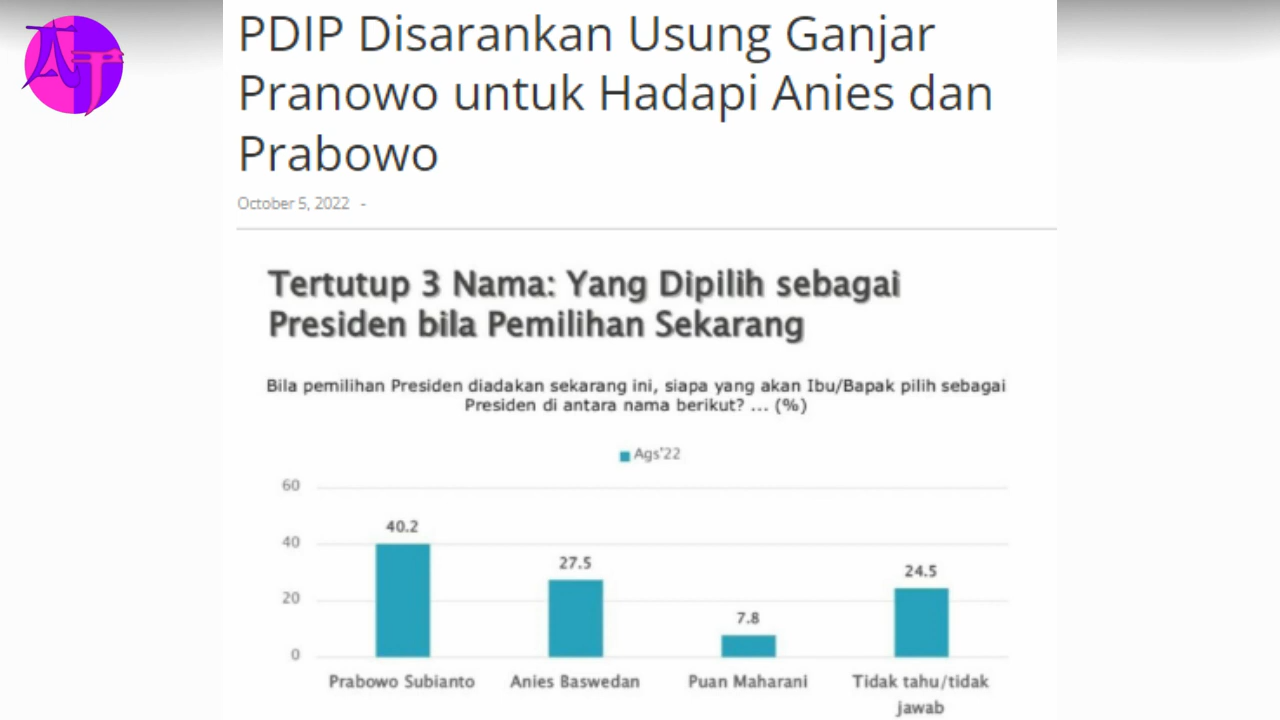 AT
PDIP Disarankan Usung Ganjar
Pranowo untuk Hadapi Anies dan
Prabowo
October 5, 2022 -
Tertutup 3 Nama: Yang Dipilih sebagai
Presiden bila Pemilihan Sekarang
Bila pemilihan Presiden diadakan sekarang ini, siapa yang akan Ibu/Bapak pilih sebagai
Presiden di antara nama berikut? ... (%)
Ags'22
60
40
20
0
40.2
27.5
7.8
24.5
Prabowo Subianto
Anies Baswedan
Puan Maharani
Tidak tahu/tidak
jawab